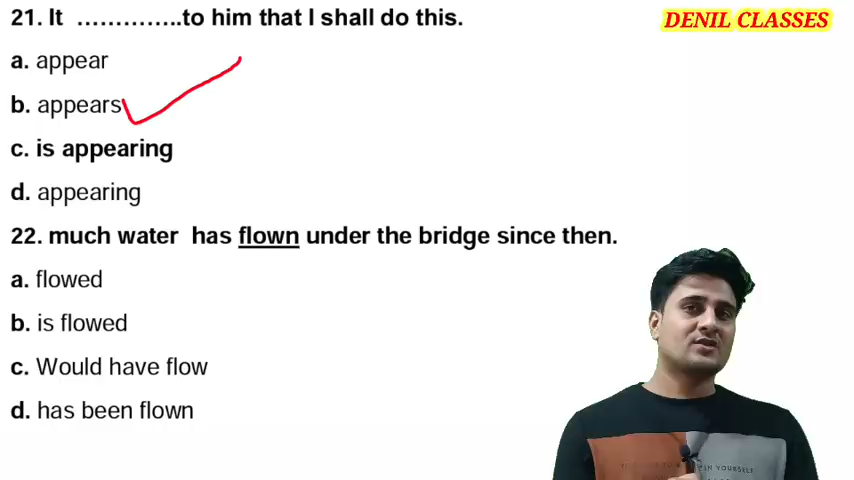 21. It …………..to him that I shall do this.
DENIL CLASSES
a. appear
b. appears
c. is appearing
d. appearing
22. much water has flown under the bridge since then.
a. flowed
b. is flowed
c. Would have flow
d. has been flown